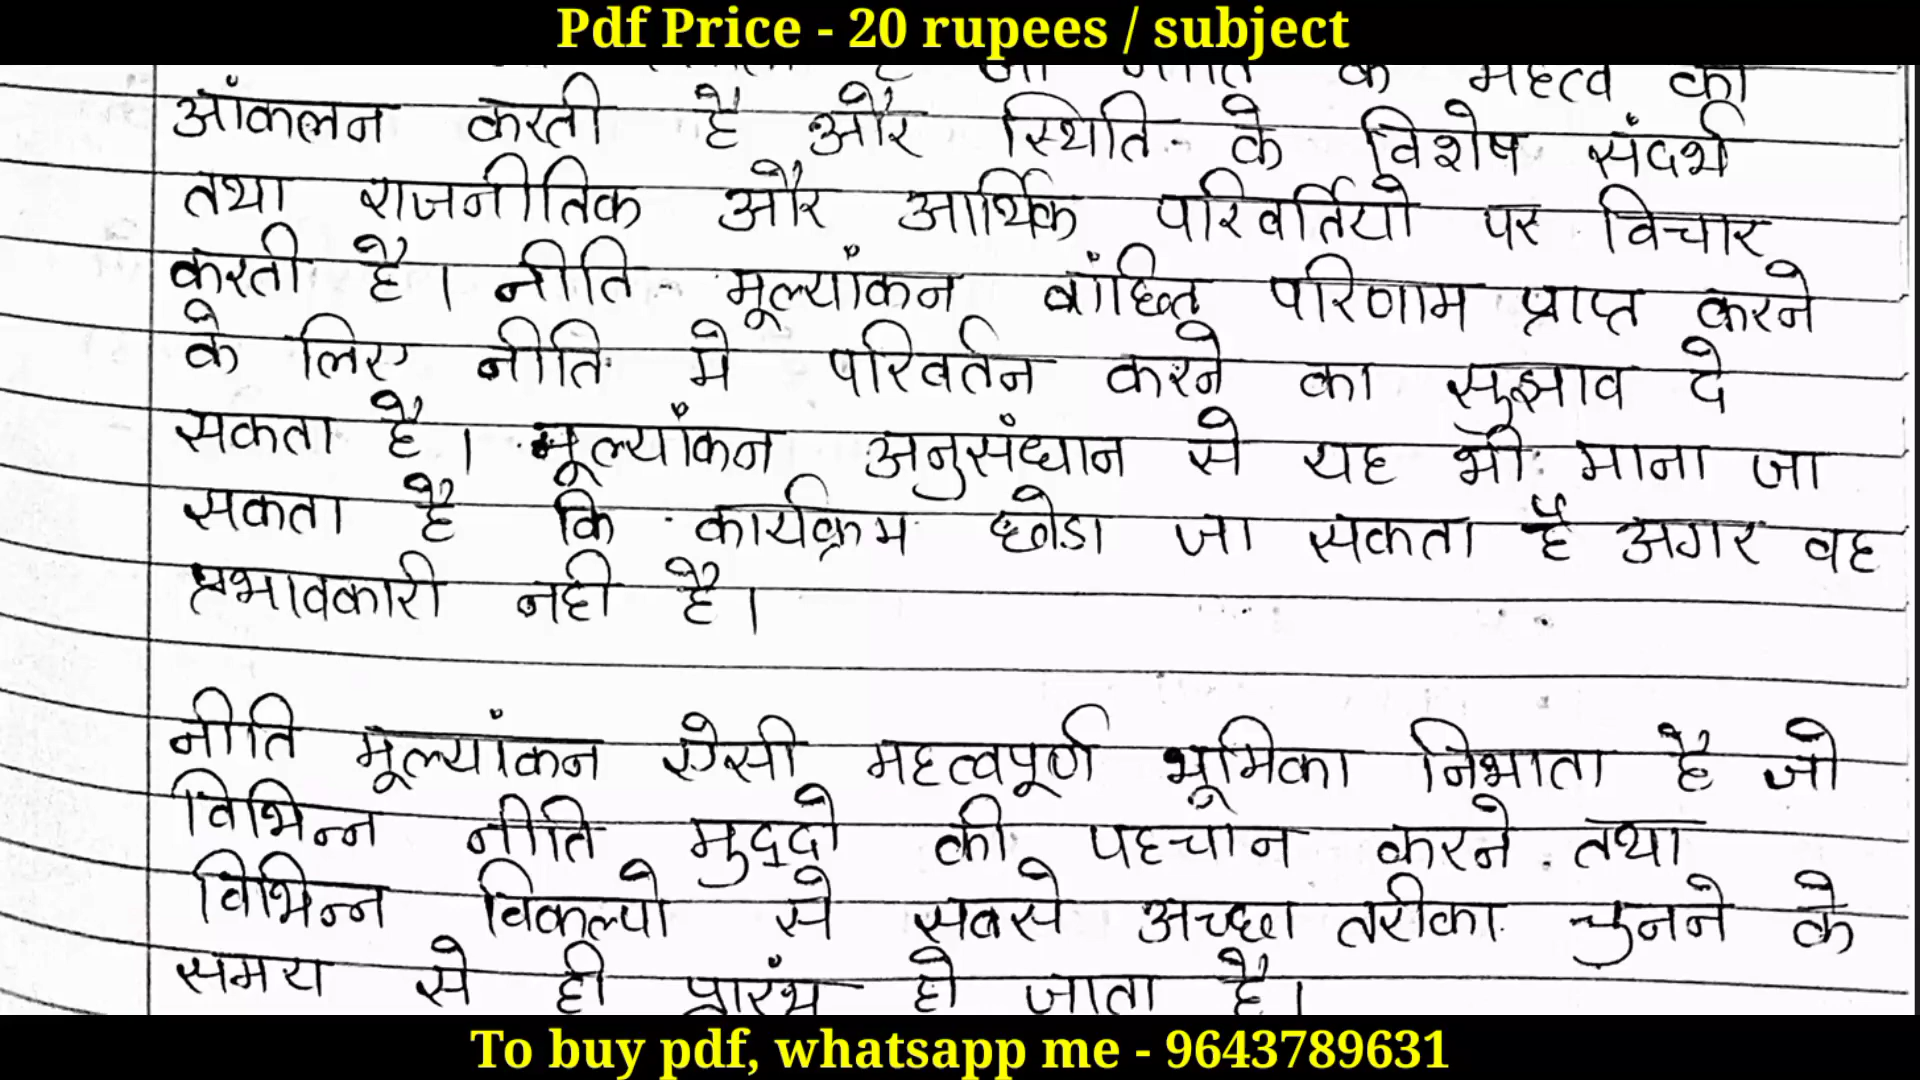 Pdf Price - 20 rupees / subject
के महत्व का
आंकलन करती है और स्थिति के विशेष संदर्भ
तथा राजनीतिक और आर्थिक परिवर्तियो पर विचार
करती है। नीति मूल्यांकन वांछित परिणाम प्राप्त करने
के लिए नीति मे परिवर्तन करने का सुझाव दे
सकता है। मूल्यांकन अनुसंधान से यह भी माना जा
सकता है कि कार्यक्रम छोडा जा सकता है अगर वह
प्रभावकारी नही है।
नीति मूल्यांकन ऐसी महत्वपूर्ण भूमिका निभाता है जो
विभिन्न नीति मुद्दो की पहचान करने तथा
विभिन्न विकल्पो से सबसे अच्छा तरीका चुनने के
समय से ही प्रारंभ हो जाता है।
To buy pdf, whatsapp me - 9643789631